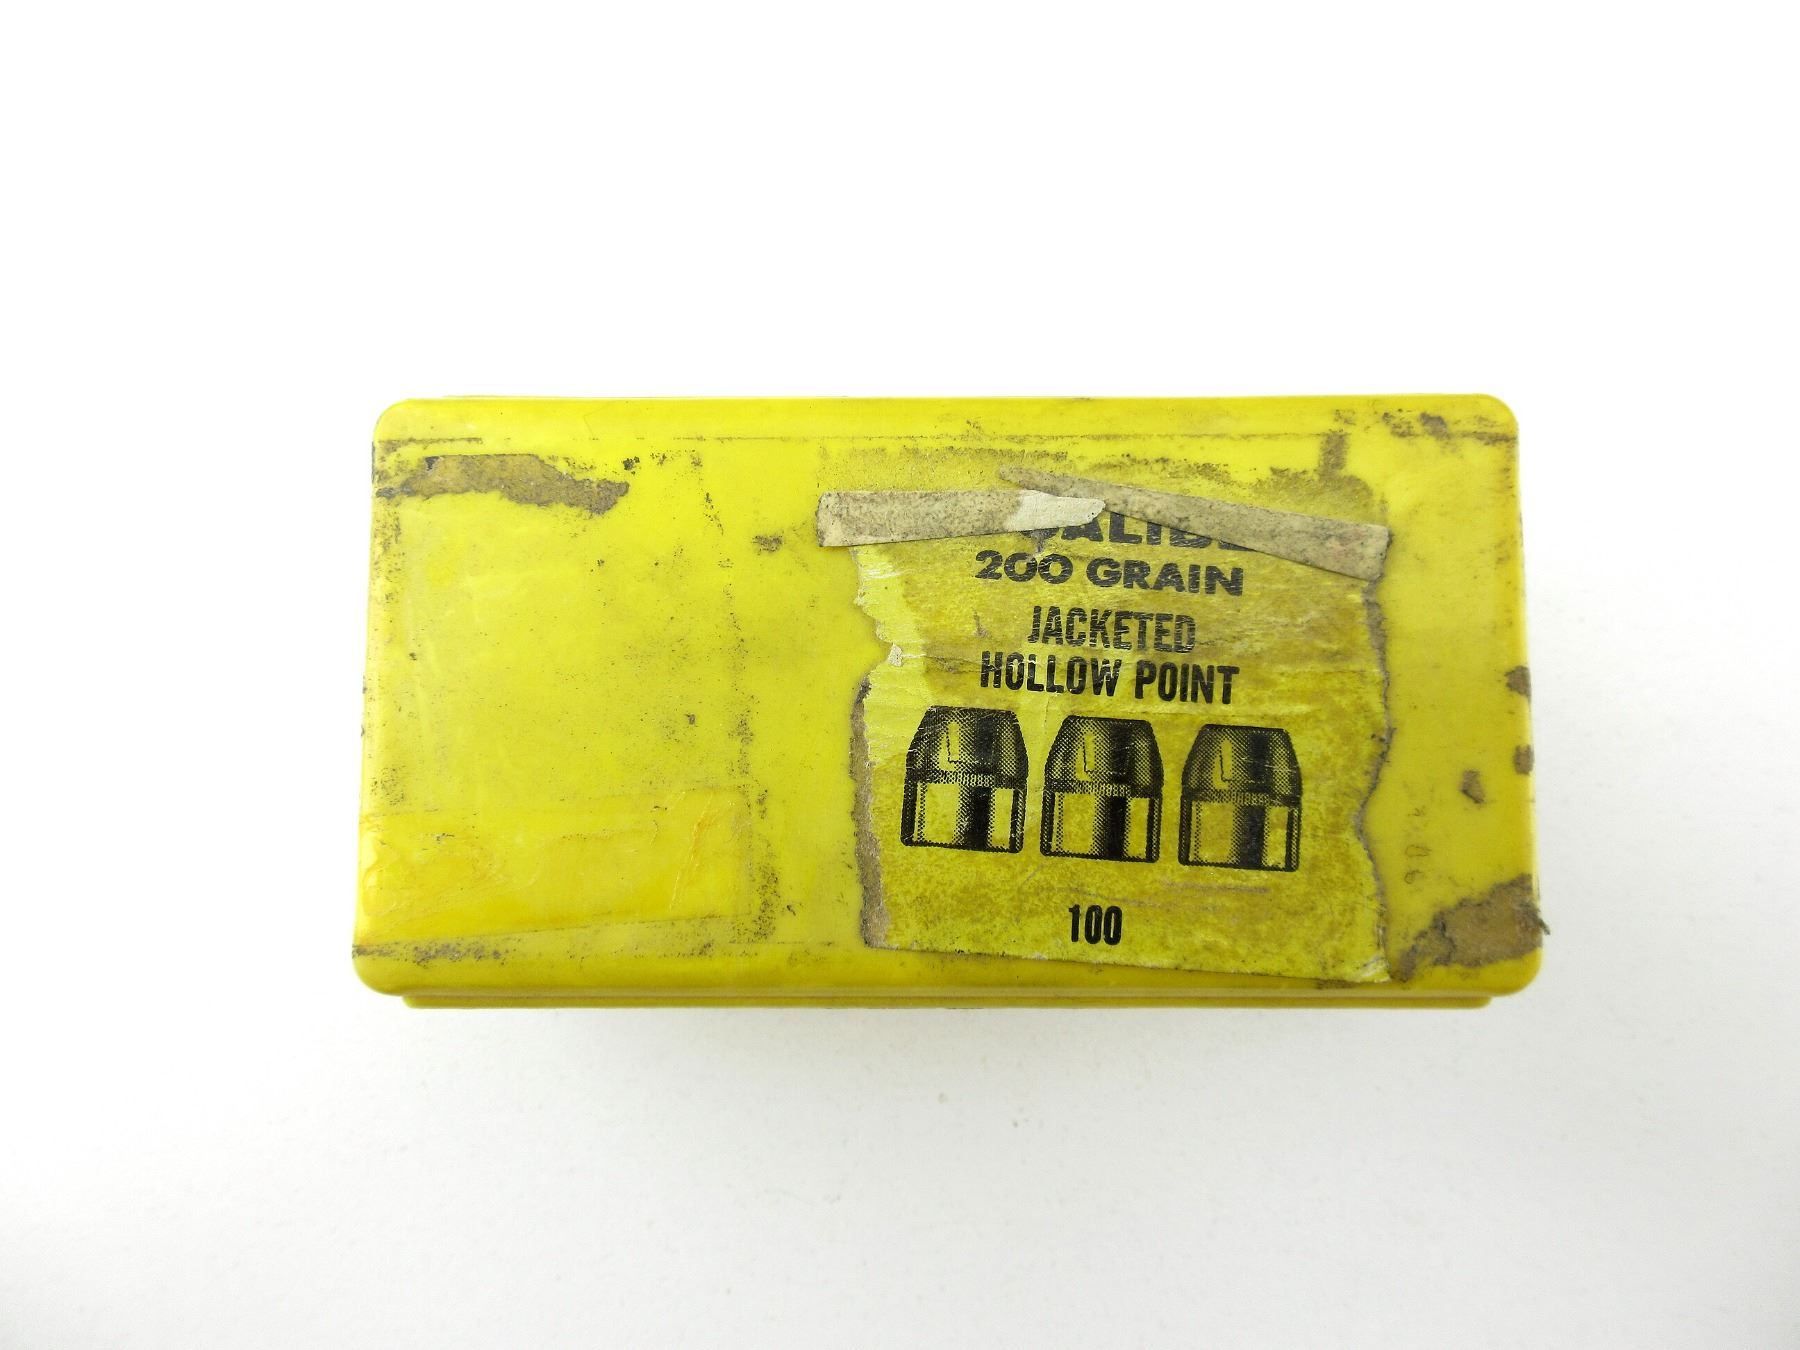 200 GRAIN
JACKETED
HOLLOW POINT
100